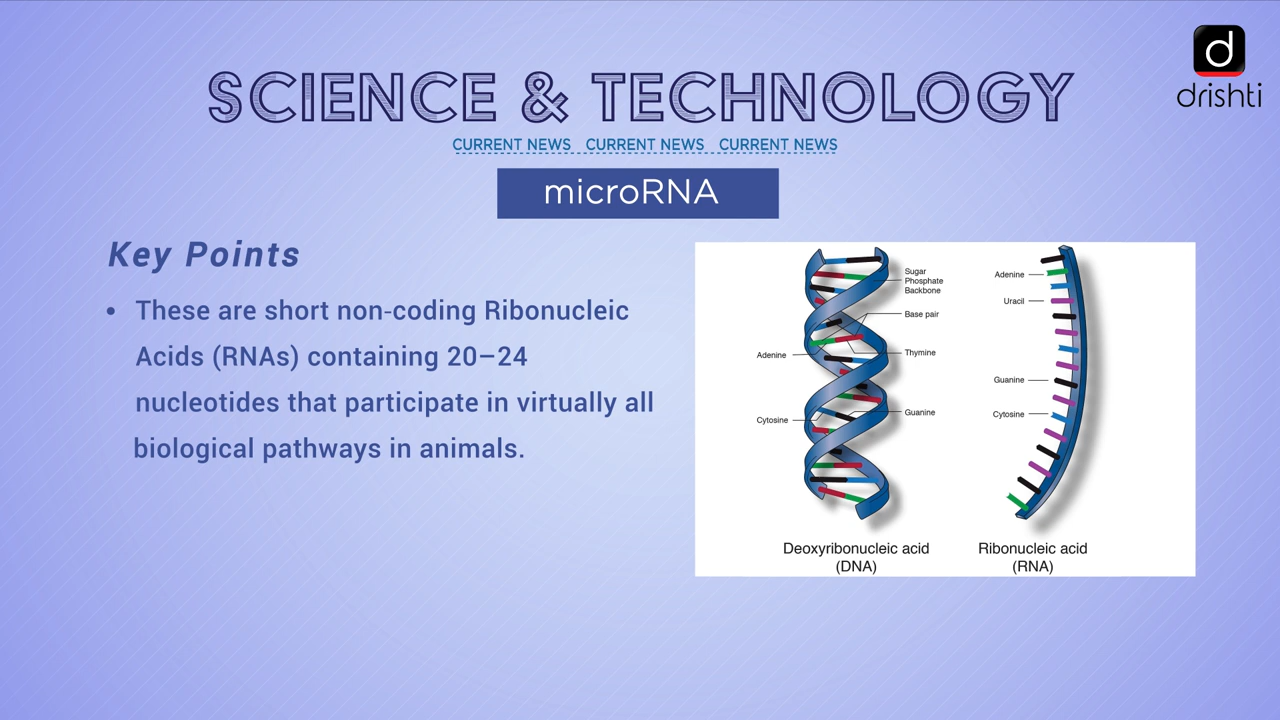 d
drishti
SCIENCE & TECHNOLOGY
CURRENT NEWS CURRENT NEWS CURRENT NEWS
microRNA
Key Points
• These are short non-coding Ribonucleic
Acids (RNAs) containing 20–24
nucleotides that participate in virtually all
biological pathways in animals.
Sugar
Phosphate
Backbone
Base pair
Adenine
Thymine
Cytosine
Guanine
Deoxyribonucleic acid
(DNA)
Adenine
Uracil
Guanine
Cytosine
Ribonucleic acid
(RNA)